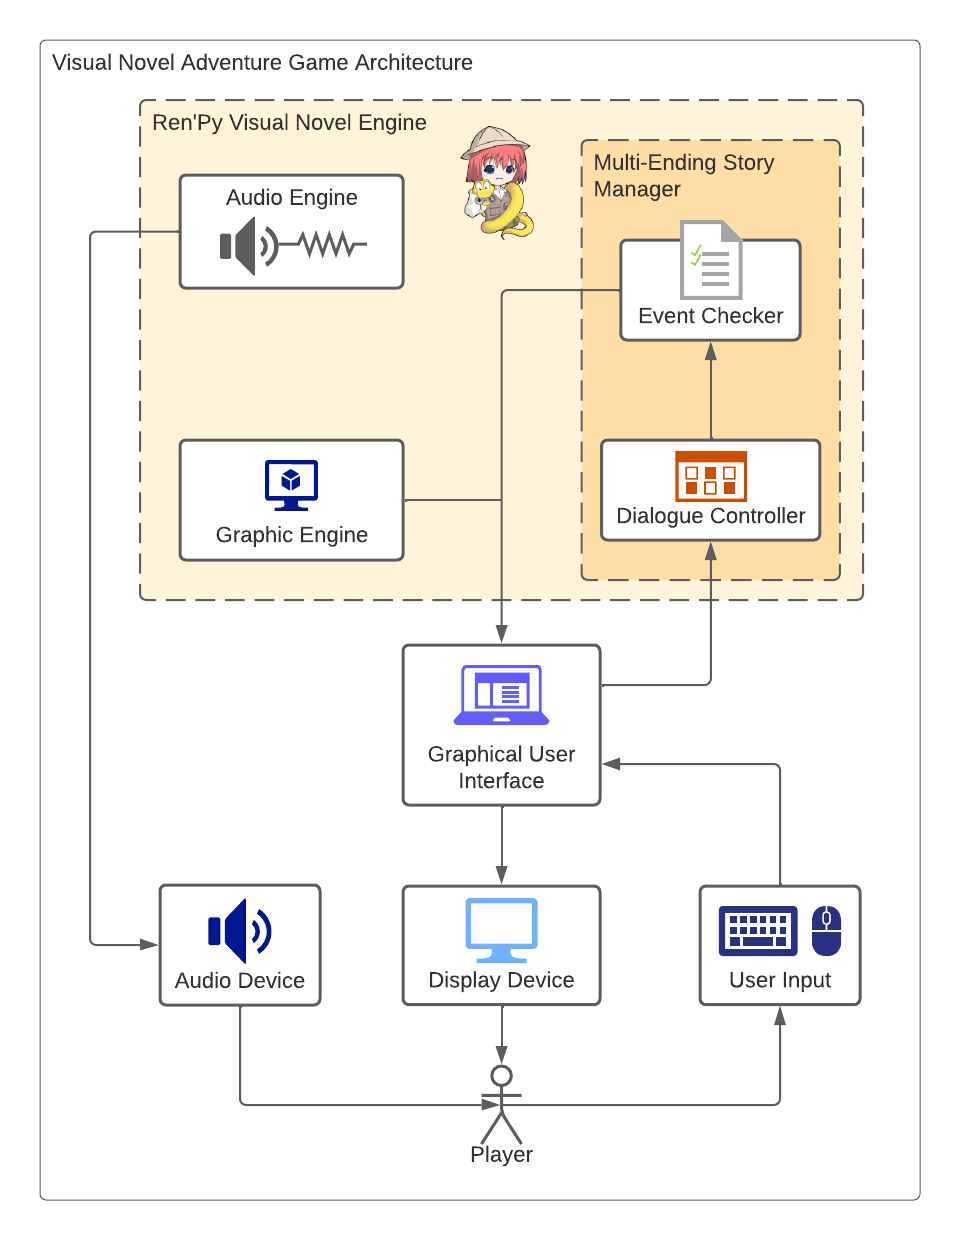 Visual Novel Adventure Game Architecture
Ren'Py Visual Novel Engine
Audio Engine
Multi-Ending Story
Manager
Event Checker
Graphic Engine
Dialogue Controller
Graphical User
Interface
Audio Device
Display Device
User Input
Player